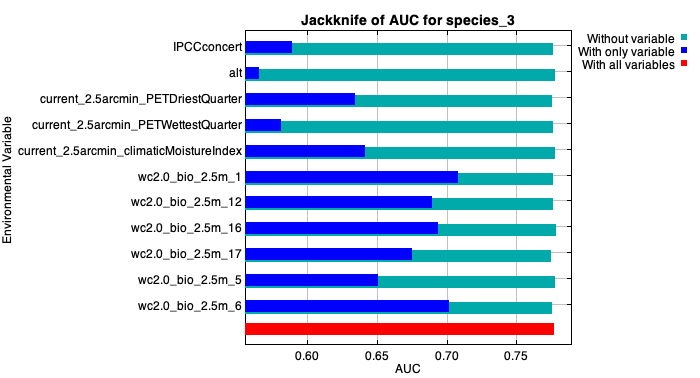 Jackknife of AUC for species_3
Without variable
With only variable
With all variables
Environmental Variable
IPCCconcert
alt
current_2.5arcmin_PETDriestQuarter
current_2.5arcmin_PETWettestQuarter
current_2.5arcmin_climaticMoistureIndex
wc2.0_bio_2.5m_1
wc2.0_bio_2.5m_12
wc2.0_bio_2.5m_16
wc2.0_bio_2.5m_17
wc2.0_bio_2.5m_5
wc2.0_bio_2.5m_6
0.60 0.65 0.70 0.75
AUC